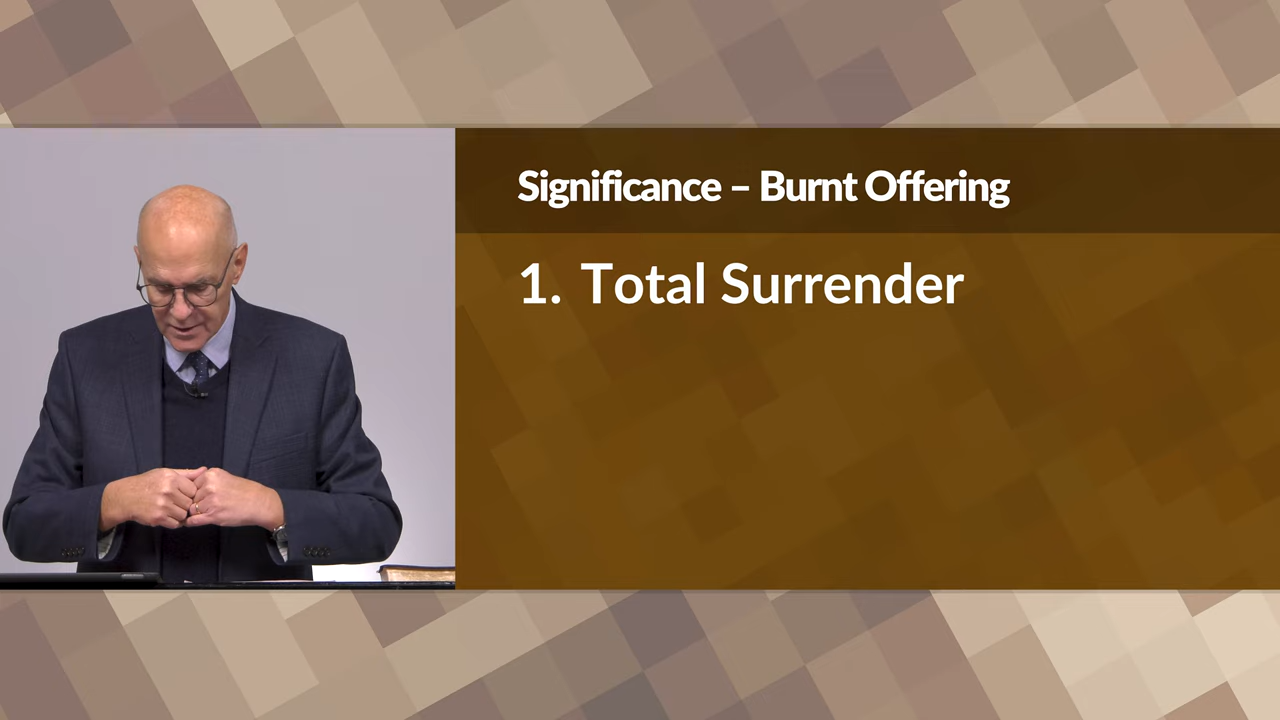 Significance – Burnt Offering
1. Total Surrender